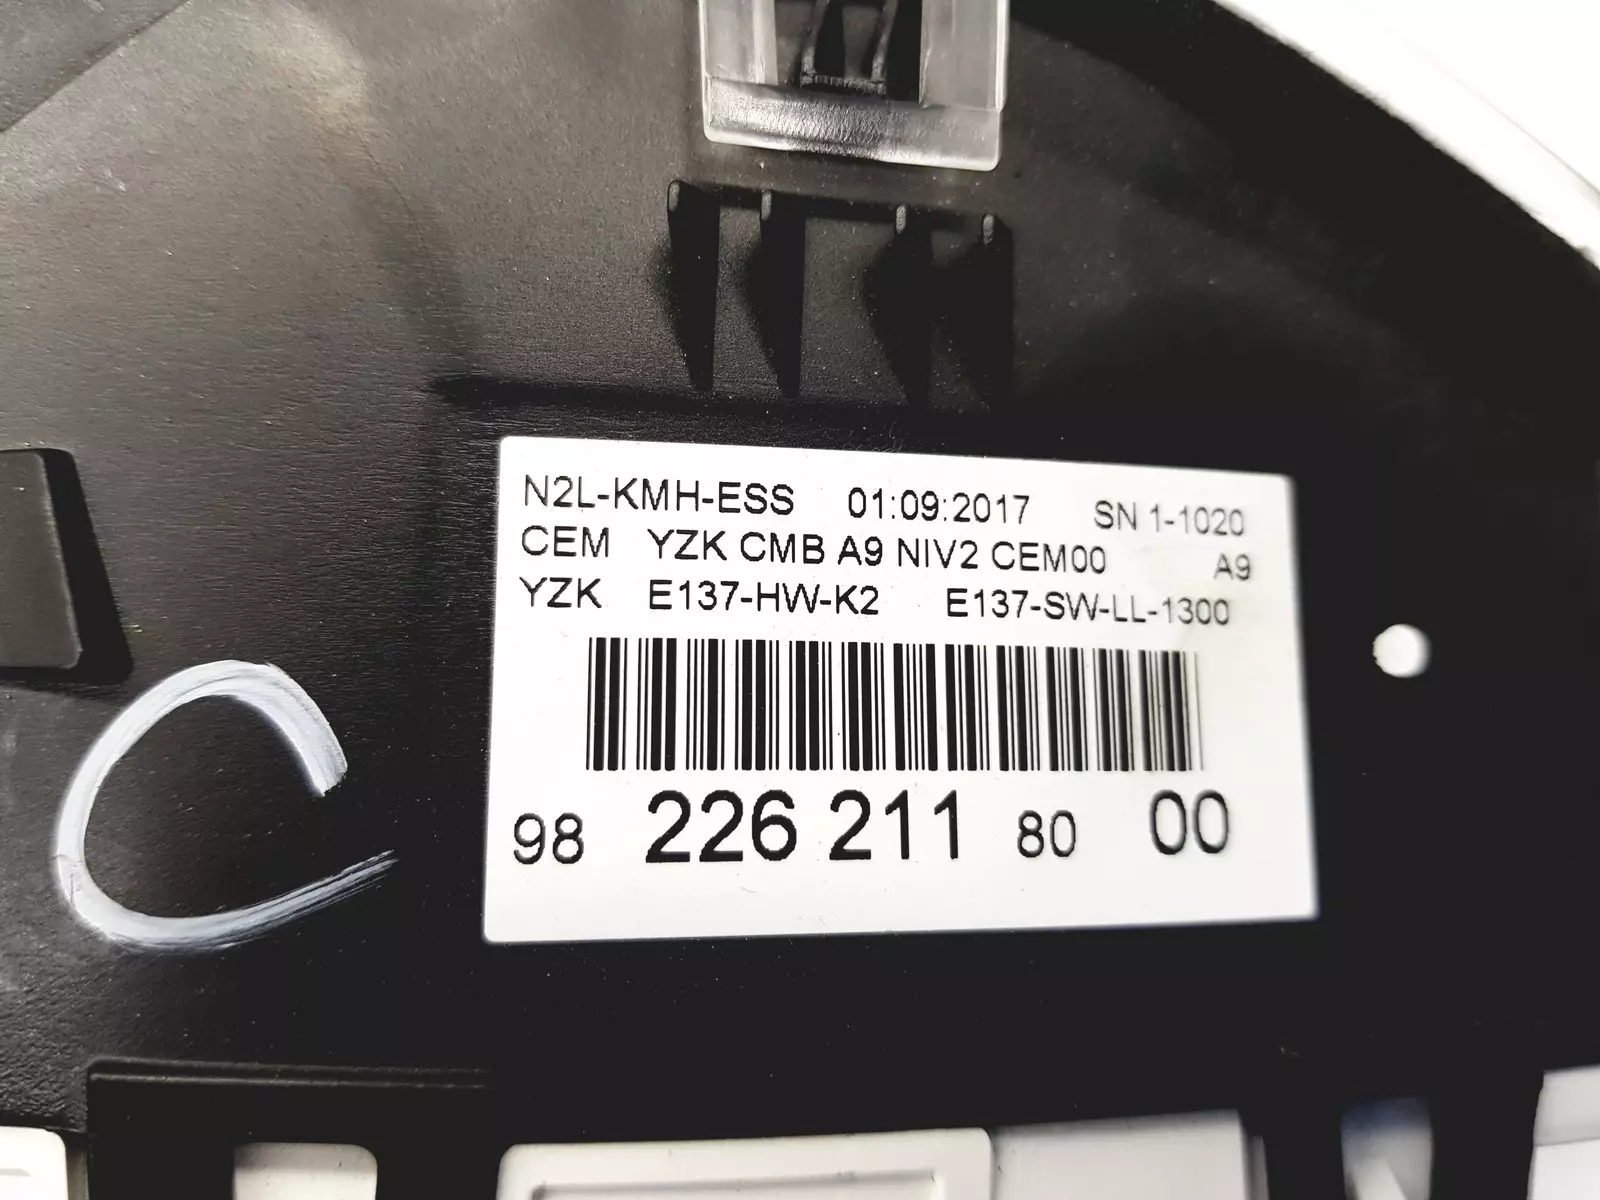 N2L-KMH-ESS 01:09:2017 SN 1-1020
CEM YZK CMB A9 NIV2 CEM00 A9
YZK E137-HW-K2 E137-SW-LL-1300
98 226 211 80 00
C